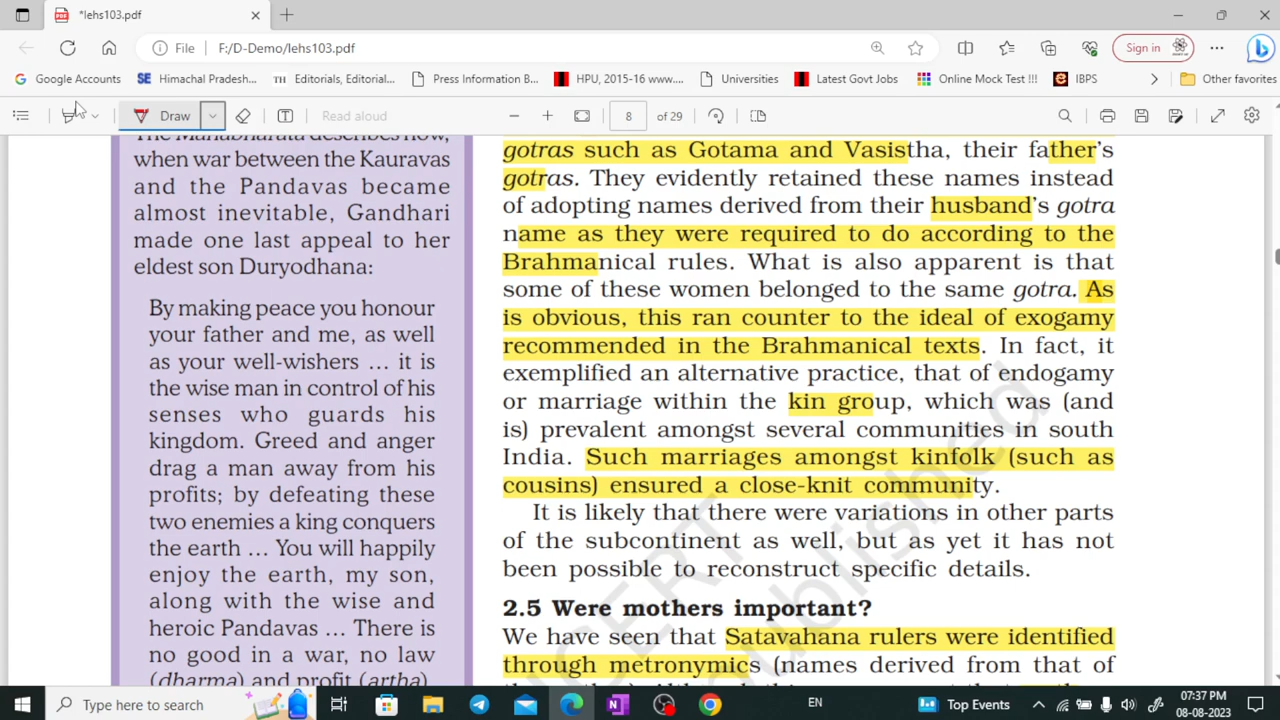 *lehs103.pdf
File
F:/D-Demo/lehs103.pdf
Sign in
Google Accounts
SE Himachal Pradesh...
TH Editorials, Editorial...
Press Information B...
HPU, 2015-16 www....
Universities
Latest Govt Jobs
Online Mock Test !!!
IBPS
Other favorites
Draw
Read aloud
8
of 29
The Mahabharata describes how,
when war between the Kauravas
and the Pandavas became
almost inevitable, Gandhari
made one last appeal to her
eldest son Duryodhana:
By making peace you honour
your father and me, as well
as your well-wishers … it is
the wise man in control of his
senses who guards his
kingdom. Greed and anger
drag a man away from his
profits; by defeating these
two enemies a king conquers
the earth … You will happily
enjoy the earth, my son,
along with the wise and
heroic Pandavas … There is
no good in a war, no law
(dharma) and profit (artha),
gotras such as Gotama and Vasistha, their father's
gotras. They evidently retained these names instead
of adopting names derived from their husband's gotra
name as they were required to do according to the
Brahmanical rules. What is also apparent is that
some of these women belonged to the same gotra. As
is obvious, this ran counter to the ideal of exogamy
recommended in the Brahmanical texts. In fact, it
exemplified an alternative practice, that of endogamy
or marriage within the kin group, which was (and
is) prevalent amongst several communities in south
India. Such marriages amongst kinfolk (such as
cousins) ensured a close-knit community.
It is likely that there were variations in other parts
of the subcontinent as well, but as yet it has not
been possible to reconstruct specific details.
2.5 Were mothers important?
We have seen that Satavahana rulers were identified
through metronymics (names derived from that of
NCERT
published
Type here to search
EN
Top Events
07:37 PM
08-08-2023